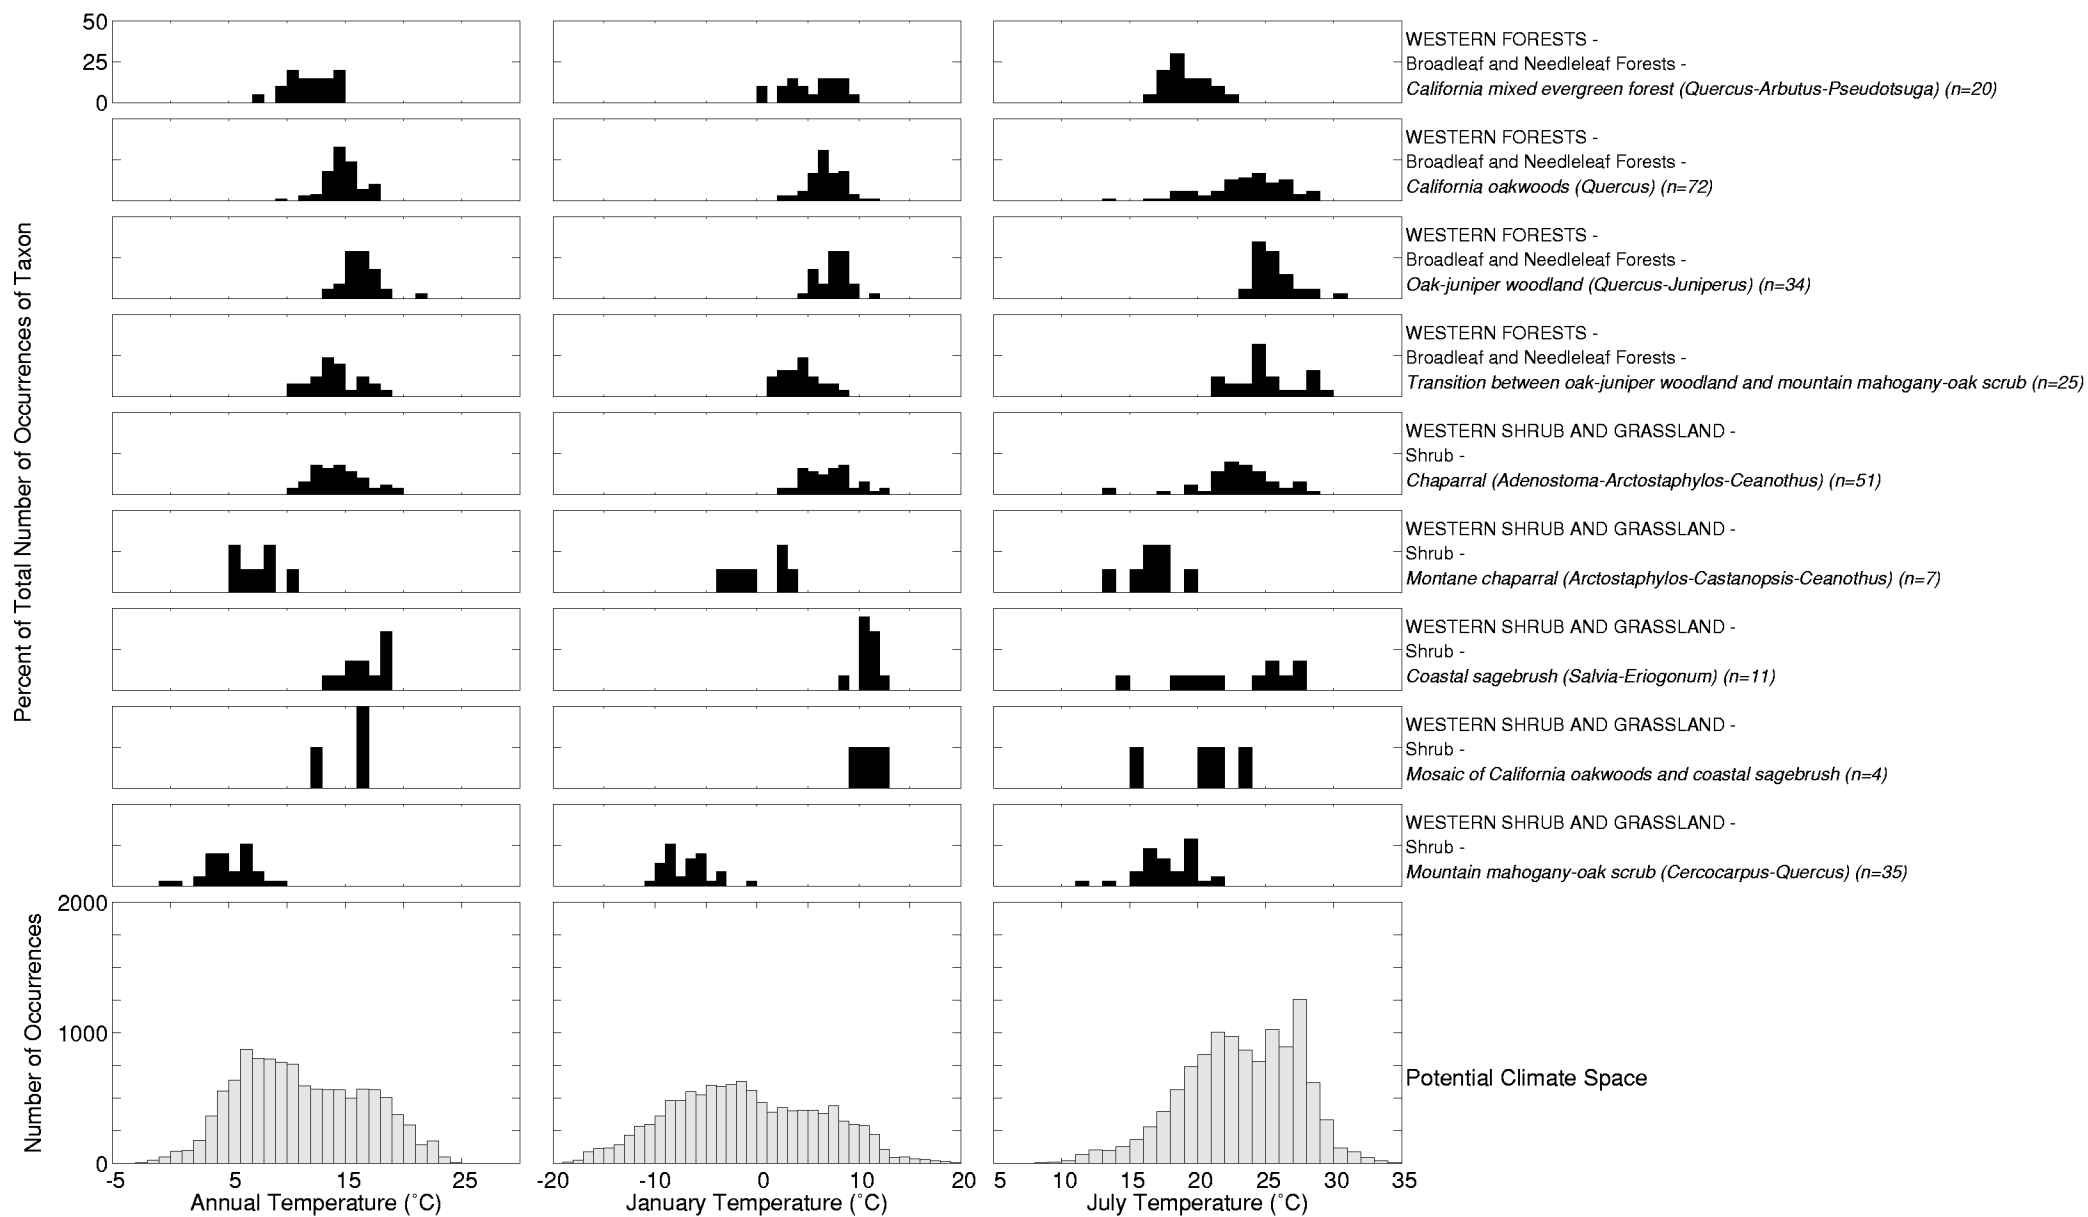 Percent of Total Number of Occurrences of Taxon
50
25
0
WESTERN FORESTS -
Broadleaf and Needleleaf Forests -
California mixed evergreen forest (Quercus-Arbutus-Pseudotsuga) (n=20)
WESTERN FORESTS -
Broadleaf and Needleleaf Forests -
California oakwoods (Quercus) (n=72)
WESTERN FORESTS -
Broadleaf and Needleleaf Forests -
Oak-juniper woodland (Quercus-Juniperus) (n=34)
WESTERN FORESTS -
Broadleaf and Needleleaf Forests -
Transition between oak-juniper woodland and mountain mahogany-oak scrub (n=25)
WESTERN SHRUB AND GRASSLAND -
Shrub -
Chaparral (Adenostoma-Arctostaphylos-Ceanothus) (n=51)
WESTERN SHRUB AND GRASSLAND -
Shrub -
Montane chaparral (Arctostaphylos-Castanopsis-Ceanothus) (n=7)
WESTERN SHRUB AND GRASSLAND -
Shrub -
Coastal sagebrush (Salvia-Eriogonum) (n=11)
WESTERN SHRUB AND GRASSLAND -
Shrub -
Mosaic of California oakwoods and coastal sagebrush (n=4)
WESTERN SHRUB AND GRASSLAND -
Shrub -
Mountain mahogany-oak scrub (Cercocarpus-Quercus) (n=35)
Number of Occurrences
2000
1000
0
Potential Climate Space
-5 5 15 25
Annual Temperature (˚C)
-20 -10 0 10 20
January Temperature (˚C)
5 10 15 20 25 30 35
July Temperature (˚C)